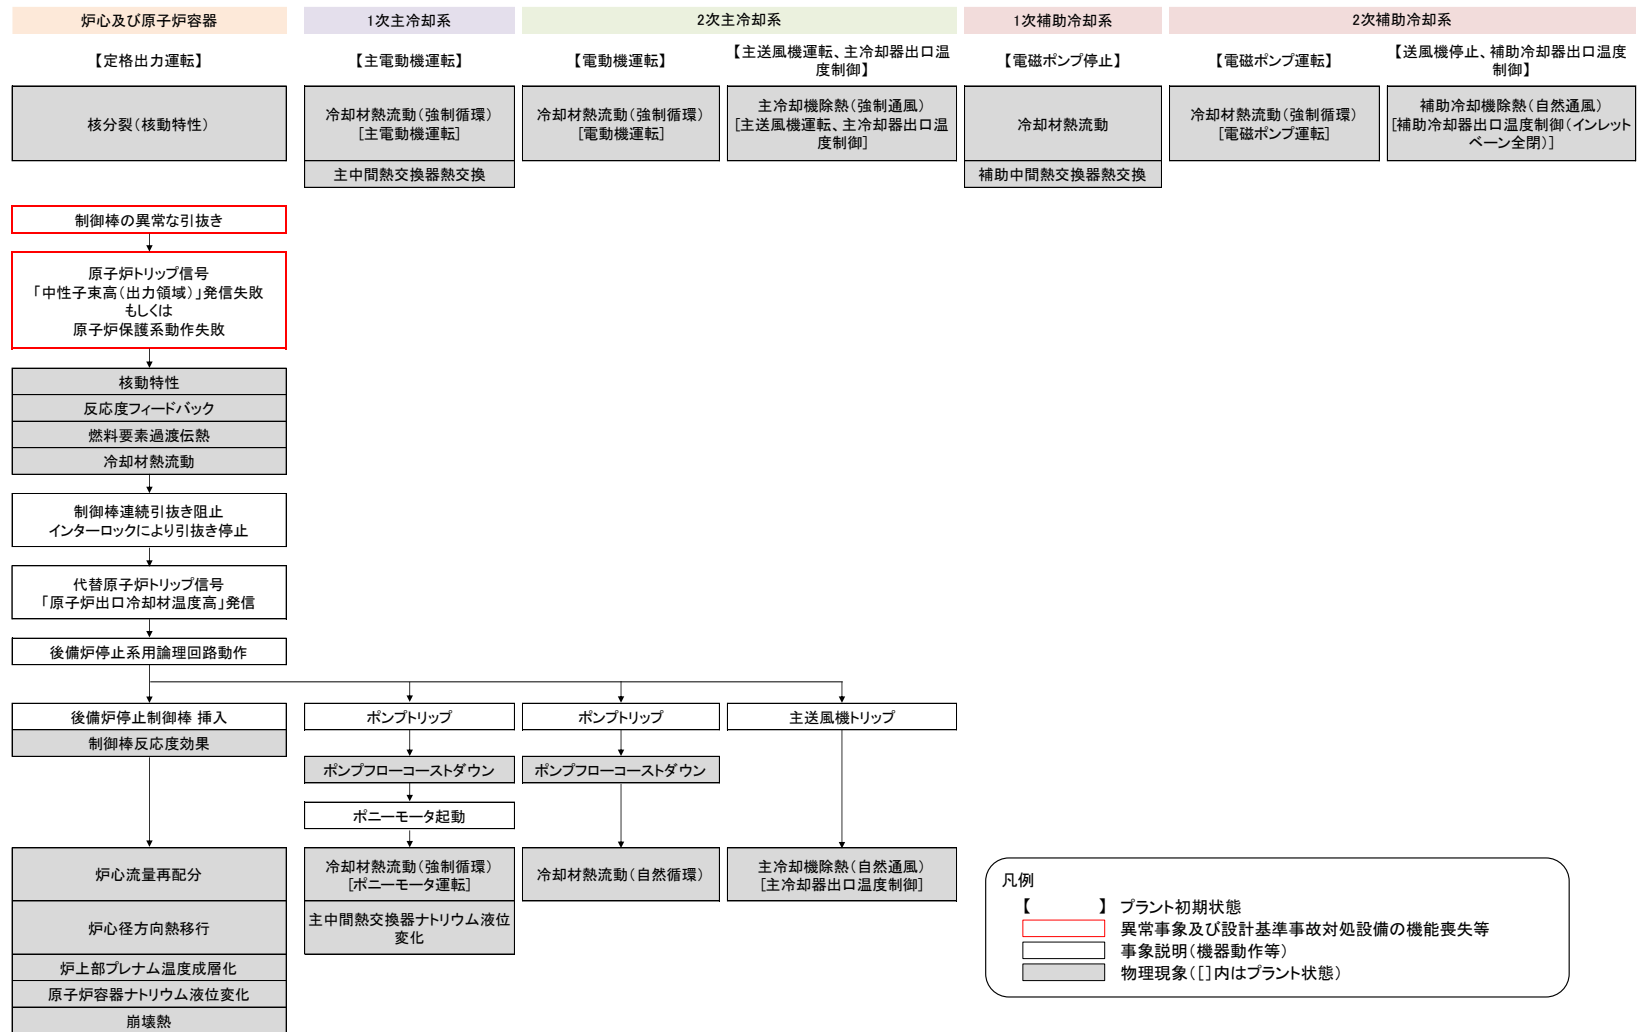 炉心及び原子炉容器
1次主冷却系
2次主冷却系
1次補助冷却系
2次補助冷却系
【定格出力運転】
【主電動機運転】
【電動機運転】
【主送風機運転、主冷却器出口温
度制御】
【電磁ポンプ停止】
【電磁ポンプ運転】
【送風機停止、補助冷却器出口温度
制御】
核分裂(核動特性)
冷却材熱流動(強制循環)
[主電動機運転]
冷却材熱流動(強制循環)
[電動機運転]
主冷却機除熱(強制通風)
[主送風機運転、主冷却器出口温
度制御]
冷却材熱流動
冷却材熱流動(強制循環)
[電磁ポンプ運転]
補助冷却機除熱(自然通風)
[補助冷却器出口温度制御(インレット
ベーン全閉)]
主中間熱交換器熱交換
補助中間熱交換器熱交換
制御棒の異常な引抜き
原子炉トリップ信号
「中性子束高(出力領域)」発信失敗
もしくは
原子炉保護系動作失敗
核動特性
反応度フィードバック
燃料要素過渡伝熱
冷却材熱流動
制御棒連続引抜き阻止
インターロックにより引抜き停止
代替原子炉トリップ信号
「原子炉出口冷却材温度高」発信
後備炉停止系用論理回路動作
後備炉停止制御棒 挿入
ポンプトリップ
ポンプトリップ
主送風機トリップ
制御棒反応度効果
ポンプフローコーストダウン
ポンプフローコーストダウン
ポニーモータ起動
炉心流量再配分
冷却材熱流動(強制循環)
[ポニーモータ運転]
冷却材熱流動(自然循環)
主冷却機除熱(自然通風)
[主冷却器出口温度制御]
炉心径方向熱移行
主中間熱交換器ナトリウム液位
変化
炉上部プレナム温度成層化
原子炉容器ナトリウム液位変化
崩壊熱
凡例
【 】 プラント初期状態
異常事象及び設計基準事故対処設備の機能喪失等
事象説明(機器動作等)
物理現象([]内はプラント状態)